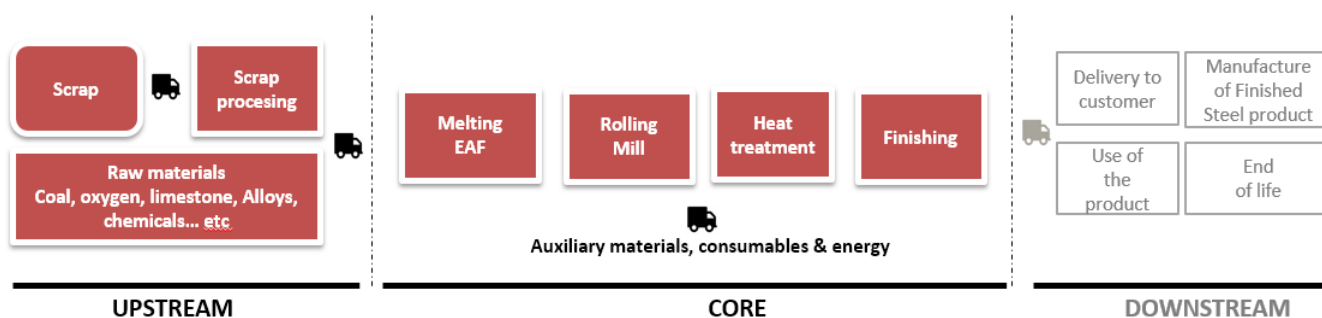 Scrap
Scrap
procesing
Raw materials
Coal, oxygen, limestone, Alloys,
chemicals... etc
UPSTREAM
Melting
EAF
Rolling
Mill
Heat
treatment
Finishing
Auxiliary materials, consumables & energy
CORE
Delivery to
customer
Manufacture
of Finished
Steel product
Use of
the
product
End
of life
DOWNSTREAM